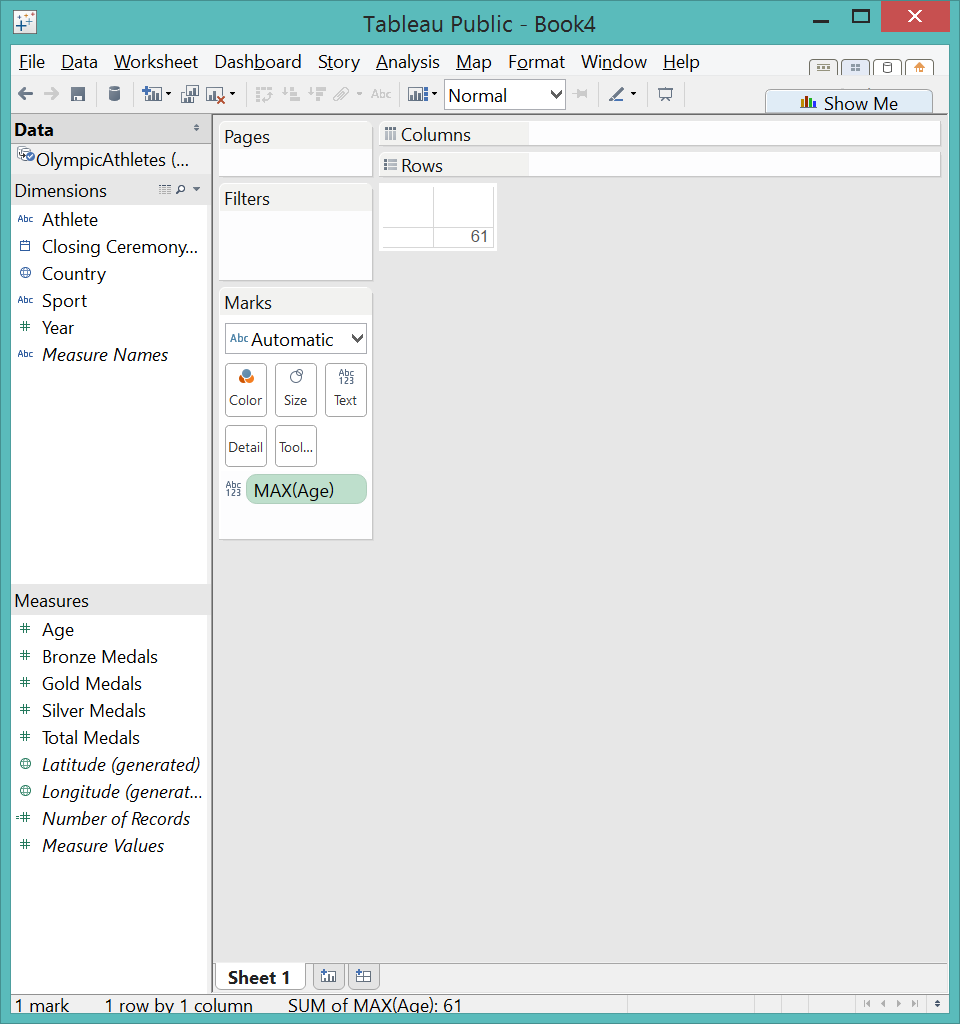 Tableau Public - Book4
File Data Worksheet Dashboard Story Analysis Map Format Window Help
Abc Normal
Show Me
Data
OlympicAthletes (...
Dimensions
Abc Athlete
Closing Ceremony...
Country
Abc Sport
# Year
Abc Measure Names
Measures
# Age
# Bronze Medals
# Gold Medals
# Silver Medals
# Total Medals
Latitude (generated)
Longitude (generat...
=# Number of Records
# Measure Values
Pages
Filters
Marks
Abc Automatic
Color
Size
Abc
123
Text
Detail
Tool...
Abc
123
MAX(Age)
Columns
Rows
61
Sheet 1
1 mark 1 row by 1 column SUM of MAX(Age): 61